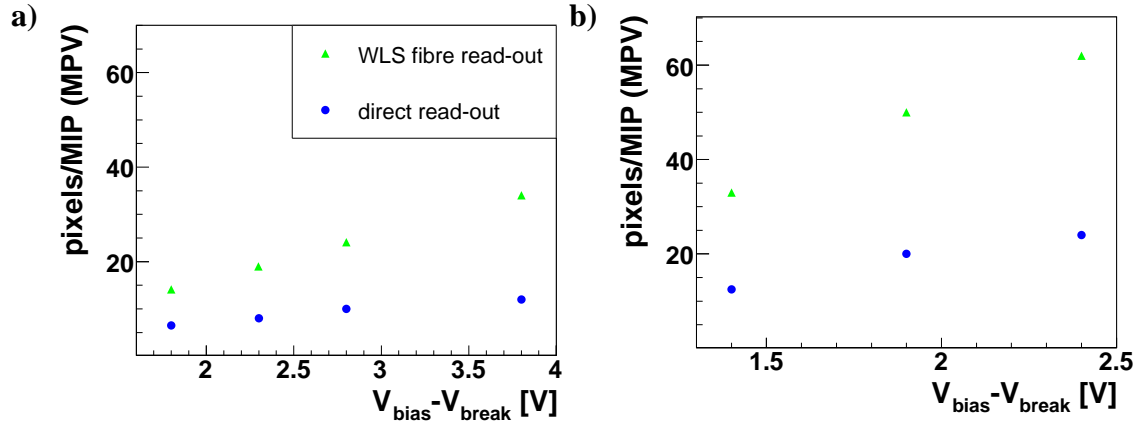 a)
pixels/MIP (MPV)
60
40
20
WLS fibre read-out
direct read-out
2 2.5 3 3.5 4
V_bias-V_break [V]
b)
pixels/MIP (MPV)
60
40
20
1.5 2 2.5
V_bias-V_break [V]